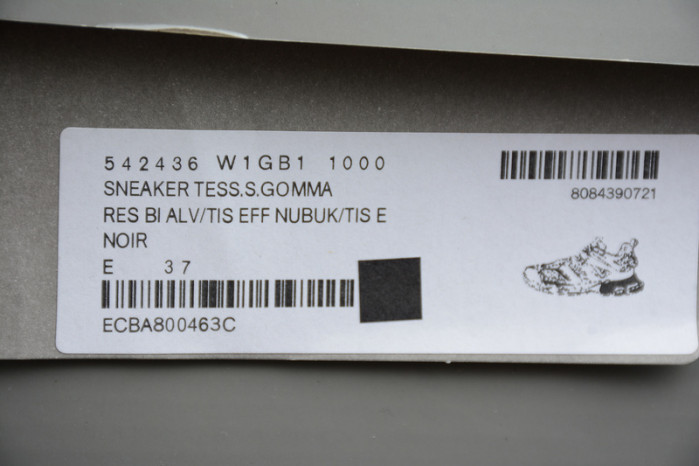 542436 W1GB1 1000
SNEAKER TESS.S.GOMMA
RES BI ALV/TIS EFF NUBUK/TIS E
NOIR
E 37
ECBA800463C
8084390721